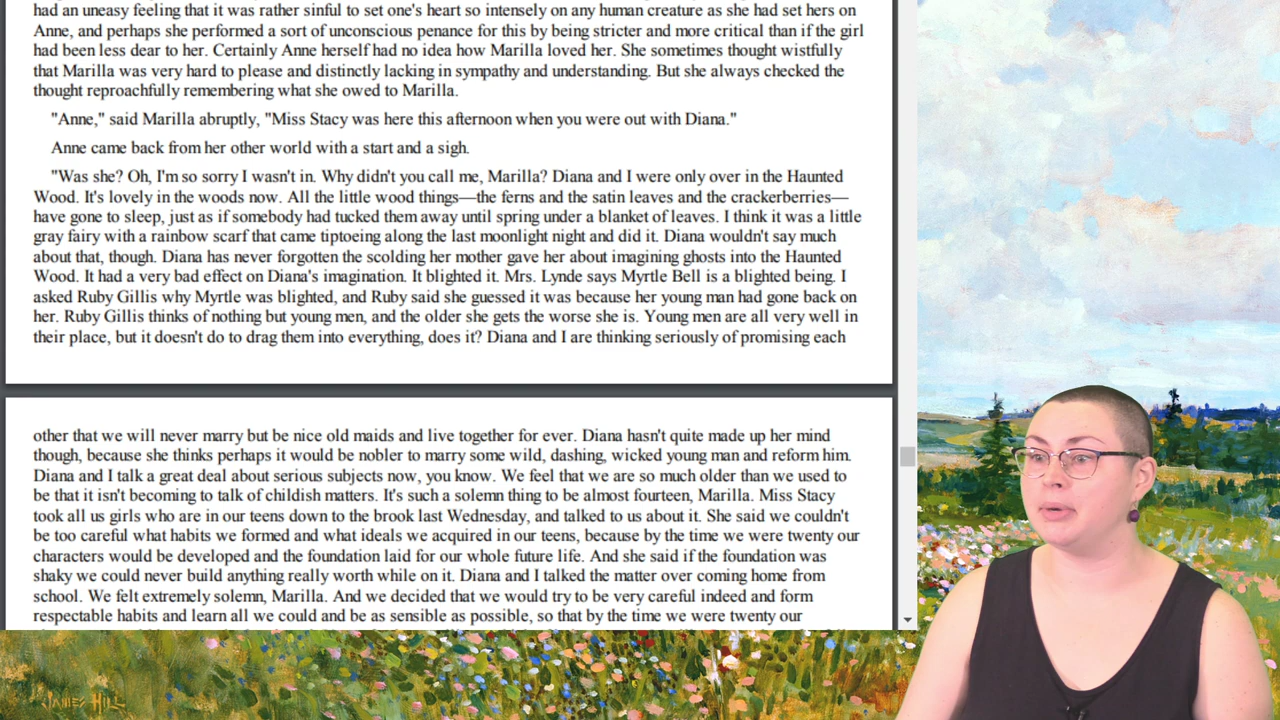 had an uneasy feeling that it was rather sinful to set one's heart so intensely on any human creature as she had set hers on
Anne, and perhaps she performed a sort of unconscious penance for this by being stricter and more critical than if the girl
had been less dear to her. Certainly Anne herself had no idea how Marilla loved her. She sometimes thought wistfully
that Marilla was very hard to please and distinctly lacking in sympathy and understanding. But she always checked the
thought reproachfully remembering what she owed to Marilla.
"Anne," said Marilla abruptly, "Miss Stacy was here this afternoon when you were out with Diana."
Anne came back from her other world with a start and a sigh.
"Was she? Oh, I'm so sorry I wasn't in. Why didn't you call me, Marilla? Diana and I were only over in the Haunted
Wood. It's lovely in the woods now. All the little wood things—the ferns and the satin leaves and the crackerberries—
have gone to sleep, just as if somebody had tucked them away until spring under a blanket of leaves. I think it was a little
gray fairy with a rainbow scarf that came tiptoeing along the last moonlight night and did it. Diana wouldn't say much
about that, though. Diana has never forgotten the scolding her mother gave her about imagining ghosts into the Haunted
Wood. It had a very bad effect on Diana's imagination. It blighted it. Mrs. Lynde says Myrtle Bell is a blighted being. I
asked Ruby Gillis why Myrtle was blighted, and Ruby said she guessed it was because her young man had gone back on
her. Ruby Gillis thinks of nothing but young men, and the older she gets the worse she is. Young men are all very well in
their place, but it doesn't do to drag them into everything, does it? Diana and I are thinking seriously of promising each
other that we will never marry but be nice old maids and live together for ever. Diana hasn't quite made up her mind
though, because she thinks perhaps it would be nobler to marry some wild, dashing, wicked young man and reform him.
Diana and I talk a great deal about serious subjects now, you know. We feel that we are so much older than we used to
be that it isn't becoming to talk of childish matters. It's such a solemn thing to be almost fourteen, Marilla. Miss Stacy
took all us girls who are in our teens down to the brook last Wednesday, and talked to us about it. She said we couldn't
be too careful what habits we formed and what ideals we acquired in our teens, because by the time we were twenty our
characters would be developed and the foundation laid for our whole future life. And she said if the foundation was
shaky we could never build anything really worth while on it. Diana and I talked the matter over coming home from
school. We felt extremely solemn, Marilla. And we decided that we would try to be very careful indeed and form
respectable habits and learn all we could and be as sensible as possible, so that by the time we were twenty our
JAMES HILL